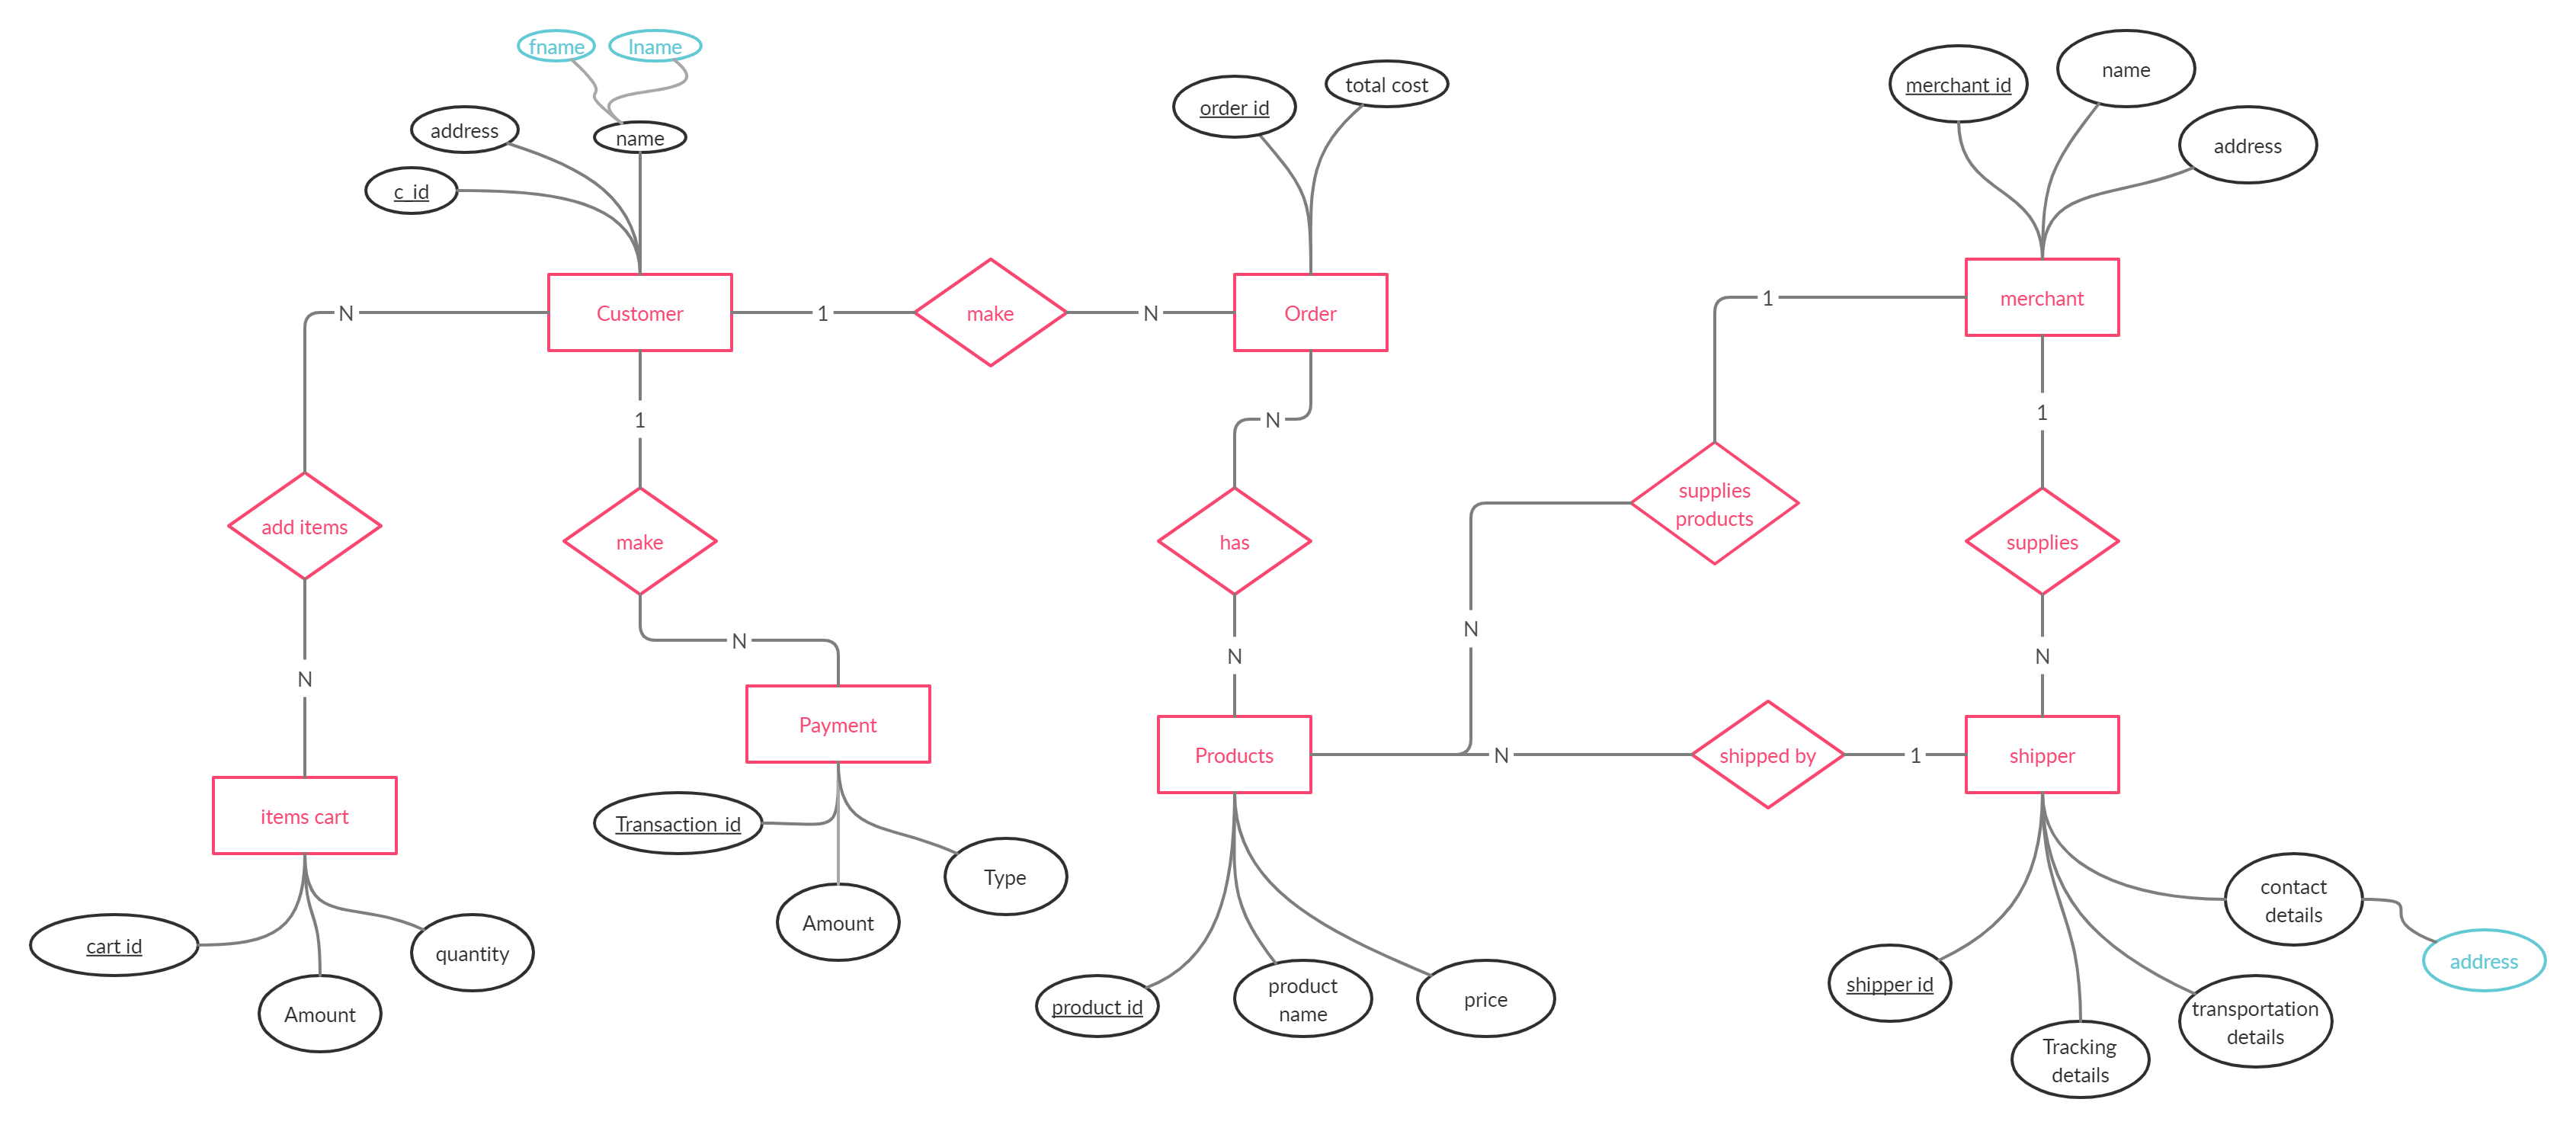 fname
lname
address
name
c_id
order id
total cost
merchant id
name
address
Customer
1
make
N
Order
N
1
merchant
1
N
1
add items
make
has
supplies
products
supplies
N
N
N
N
N
Payment
Products
N
shipped by
1
shipper
items cart
Transaction_id
Type
Amount
cart id
quantity
Amount
product id
product
name
price
contact
details
address
shipper id
transportation
details
Tracking
details
N